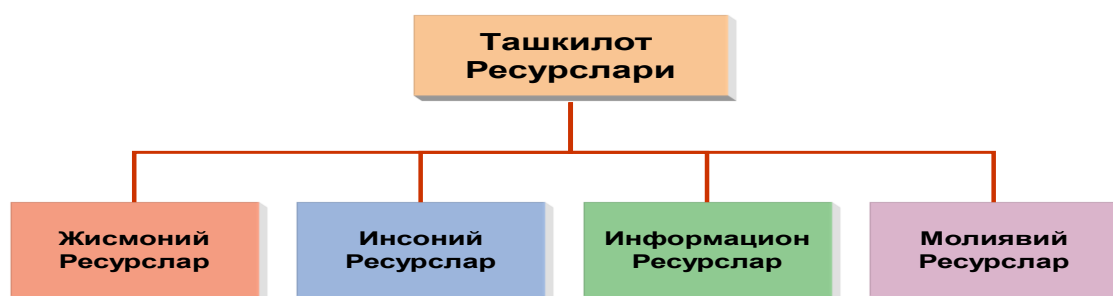 Ташкилот
Ресурслари
Жисмоний
Ресурслар
Инсоний
Ресурслар
Информацион
Ресурслар
Молиявий
Ресурслар